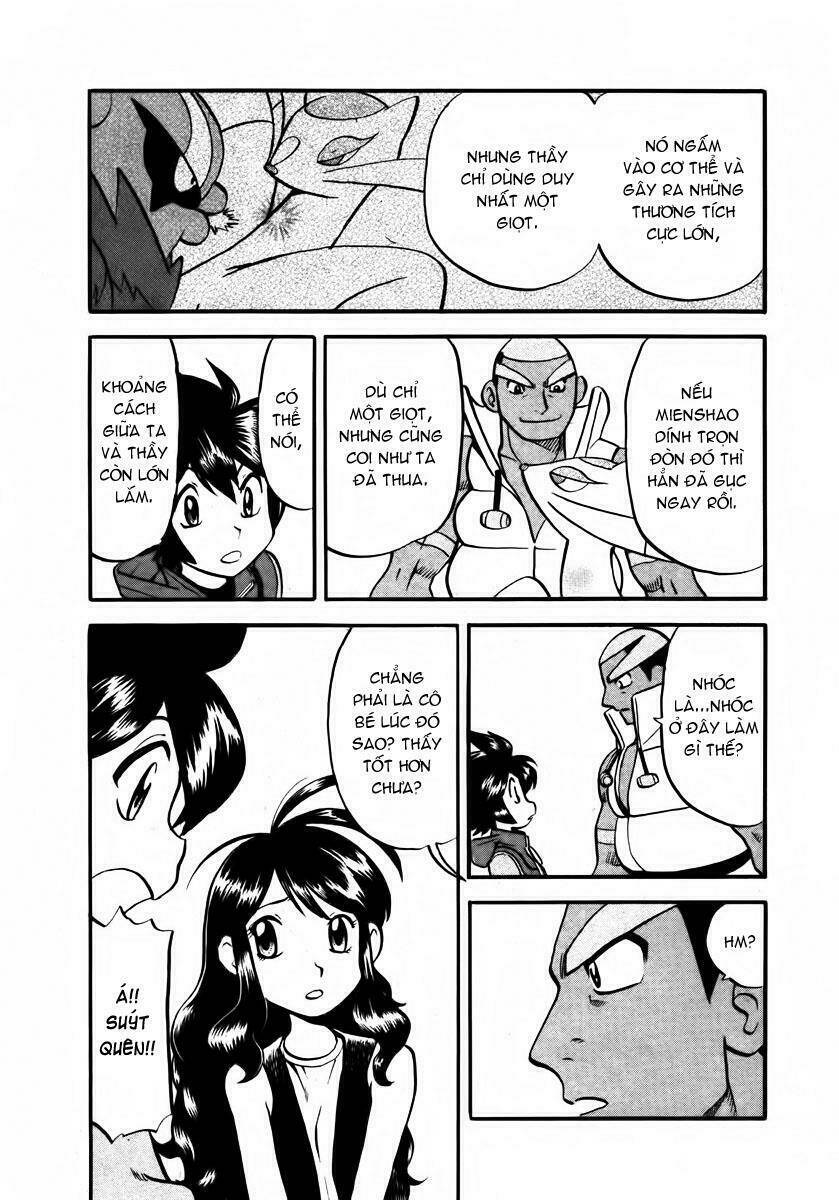 NÓ NGẤM
VÀO CƠ THỂ VÀ
GÂY RA NHỮNG
THƯƠNG TÍCH
CỰC LỚN,
NHƯNG THẦY
CHỈ DÙNG DUY
NHẤT MỘT
GIỌT.
NẾU
MIENSHAO
DÍNH TRỌN
ĐÒN ĐÓ THÌ
HẲN ĐÃ GỤC
NGAY RỒI.
DÙ CHỈ
MỘT GIỌT,
NHƯNG CŨNG
COI NHƯ TA
ĐÃ THUA.
CÓ
THỂ
NÓI,
KHOẢNG
CÁCH
GIỮA TA
VÀ THẦY
CÒN LỚN
LẮM.
NHÓC
LÀ...NHÓC
Ở ĐÂY LÀM
GÌ THẾ?
HM?
CHẲNG
PHẢI LÀ CÔ
BÉ LÚC ĐÓ
SAO? THẤY
TỐT HƠN
CHƯA?
Á!!
SUÝT
QUÊN!!